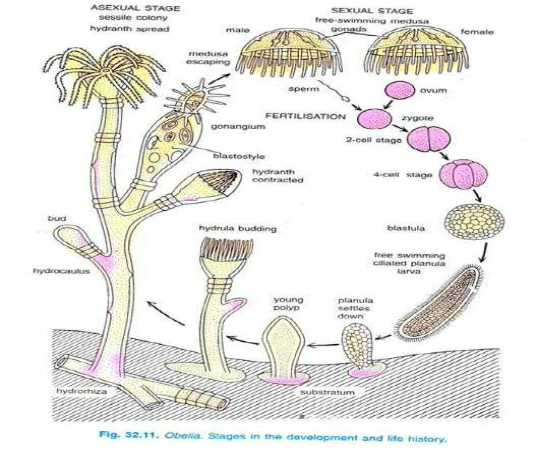 ASEXUAL STAGE
sessile colony
hydranth spread
SEXUAL STAGE
free-swimming medusa
gonads
male
female
medusa
escaping
sperm
ovum
FERTILISATION
zygote
2-cell stage
gonangium
blastostyle
4-cell stage
hydranth
contracted
bud
hydrula budding
blastula
free swimming
ciliated planula
larva
hydrocaulus
young
polyp
planula
settles
down
hydrorhiza
substratum
Fig. 32.11. Obelia. Stages in the development and life history.